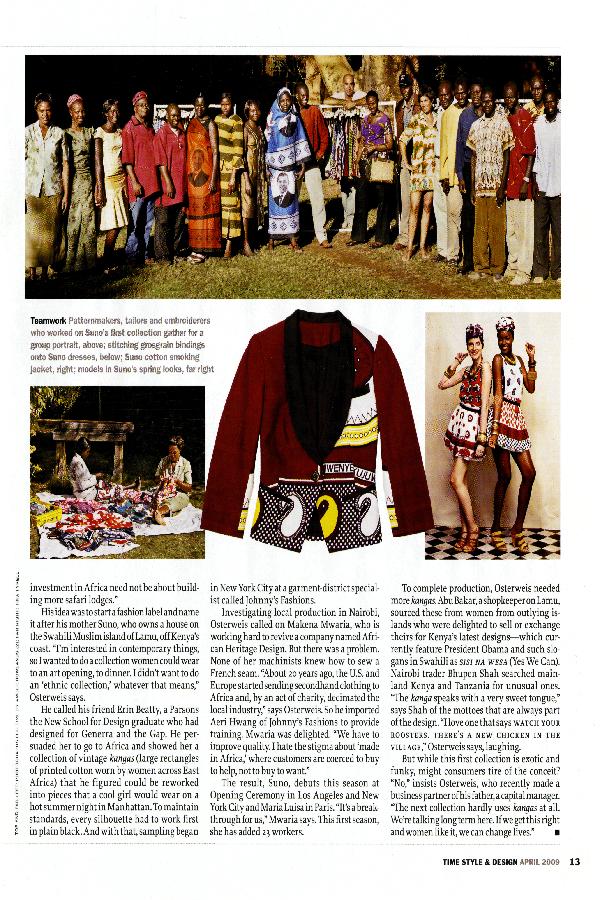 Teamwork Patternmakers, tailors and embroiderers
who worked on Suno's first collection gather for a
group portrait, above; stitching grosgrain bindings
onto Suno dresses, below; Suno cotton smoking
jacket, right; models in Suno's spring looks, far right
WENYE
investment in Africa need not be about build-
ing more safari lodges."
His idea was to start a fashion label and name
it after his mother Suno, who owns a house on
the Swahili Muslim island of Lamu, off Kenya's
coast. "I'm interested in contemporary things,
so I wanted to do a collection women could wear
to an art opening, to dinner. I didn't want to do
an 'ethnic collection,' whatever that means,"
Osterweis says.
He called his friend Erin Beatty, a Parsons
the New School for Design graduate who had
designed for Generra and the Gap. He per-
suaded her to go to Africa and showed her a
collection of vintage kangas (large rectangles
of printed cotton worn by women across East
Africa) that he figured could be reworked
into pieces that a cool girl would wear on a
hot summer night in Manhattan. To maintain
standards, every silhouette had to work first
in plain black. And with that, sampling began
in New York City at a garment-district special-
ist called Johnny's Fashions.
Investigating local production in Nairobi,
Osterweis called on Makena Mwaria, who is
working hard to revive a company named Afri-
can Heritage Design. But there was a problem.
None of her machinists knew how to sew a
French seam. "About 20 years ago, the U.S. and
Europe started sending secondhand clothing to
Africa and, by an act of charity, decimated the
local industry," says Osterweis. So he imported
Aeri Hwang of Johnny's Fashions to provide
training. Mwaria was delighted. "We have to
improve quality. I hate the stigma about 'made
in Africa,' where customers are coerced to buy
to help, not to buy to want."
The result, Suno, debuts this season at
Opening Ceremony in Los Angeles and New
York City and Maria Luisa in Paris. "It's a break-
through for us," Mwaria says. This first season,
she has added 23 workers.
To complete production, Osterweis needed
more kangas. Abu Bakar, a shopkeeper on Lamu,
sourced these from women from outlying is-
lands who were delighted to sell or exchange
theirs for Kenya's latest designs—which cur-
rently feature President Obama and such slo-
gans in Swahili as SISI NA WEZA (Yes We Can).
Nairobi trader Bhupen Shah searched main-
land Kenya and Tanzania for unusual ones.
"The kanga speaks with a very sweet tongue,"
says Shah of the mottoes that are always part
of the design. "I love one that says WATCH YOUR
ROOSTERS. THERE'S A NEW CHICKEN IN THE
VILLAGE," Osterweis says, laughing.
But while this first collection is exotic and
funky, might consumers tire of the conceit?
"No," insists Osterweis, who recently made a
business partner of his father, a capital manager.
"The next collection hardly uses kangas at all.
We're talking long term here. If we get this right
and women like it, we can change lives." ■
TIME STYLE & DESIGN APRIL 2009 13